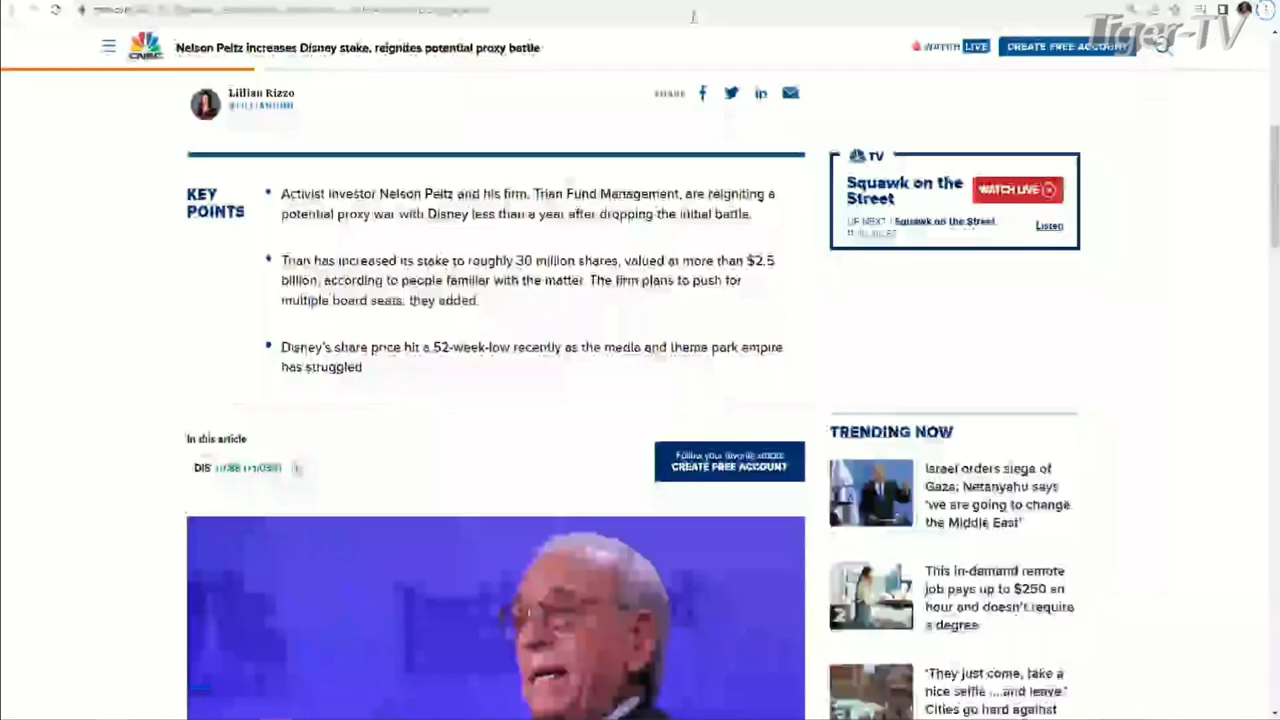 Tiger-TV
CNBC
Nelson Peltz increases Disney stake, reignites potential proxy battle
WATCH LIVE
CREATE FREE ACCOUNT
Lillian Rizzo
SHARE
in
KEY
POINTS
Activist investor Nelson Peltz and his firm, Trian Fund Management, are reigniting a
potential proxy war with Disney less than a year after dropping the initial battle.
Trian has increased its stake to roughly 30 million shares, valued at more than $2.5
billion, according to people familiar with the matter. The firm plans to push for
multiple board seats, they added.
Disney's share price hit a 52-week-low recently as the media and theme park empire
has struggled
TV
Squawk on the
Street
WATCH LIVE
UP NEXT | Squawk on the Street
Listen
In this article
DIS
Follow your favorite stocks
CREATE FREE ACCOUNT
TRENDING NOW
Israel orders siege of
Gaza; Netanyahu says
'we are going to change
the Middle East'
2
This in-demand remote
job pays up to $250 an
hour and doesn't require
a degree
'They just come, take a
nice selfie ... and leave.'
Cities go hard against